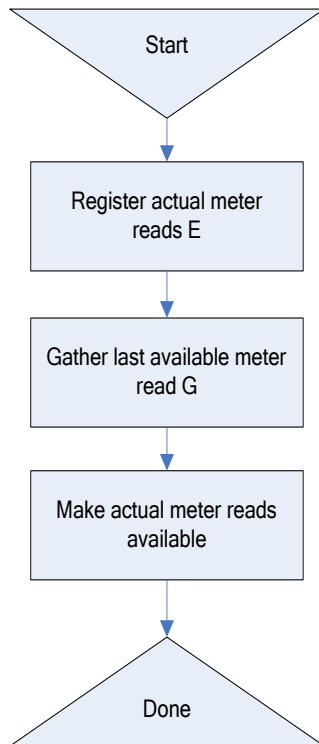 Start
Register actual meter
reads E
Gather last available meter
read G
Make actual meter reads
available
Done